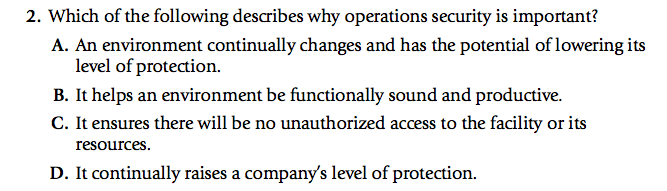 2. Which of the following describes why operations security is important?
A. An environment continually changes and has the potential of lowering its
level of protection.
B. It helps an environment be functionally sound and productive.
C. It ensures there will be no unauthorized access to the facility or its
resources.
D. It continually raises a company's level of protection.